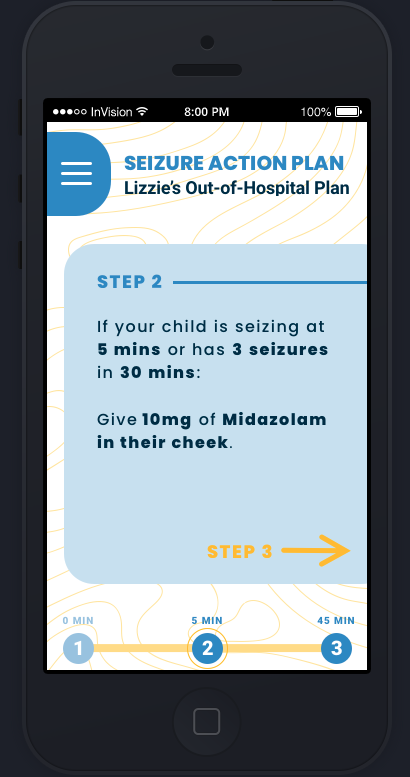 InVision 8:00 PM 100%
SEIZURE ACTION PLAN
Lizzie's Out-of-Hospital Plan
STEP 2
If your child is seizing at
5 mins or has 3 seizures
in 30 mins:
Give 10mg of Midazolam
in their cheek.
STEP 3
0 MIN 5 MIN 45 MIN
1 2 3